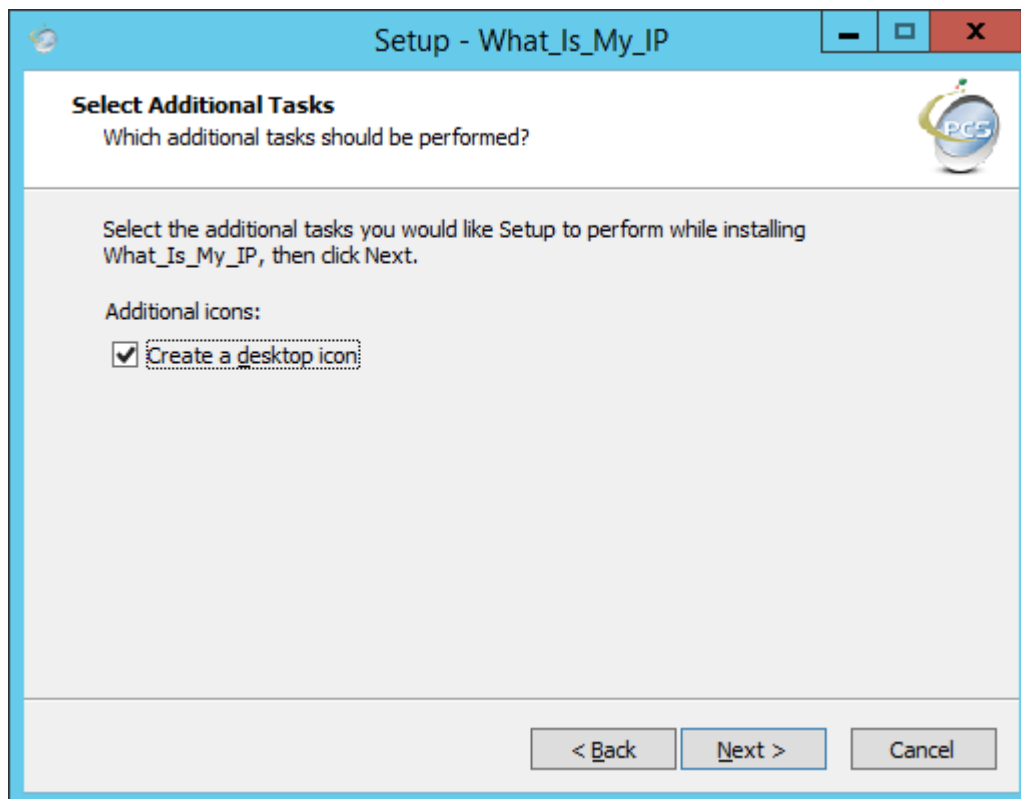 Setup - What_Is_My_IP
Select Additional Tasks
Which additional tasks should be performed?
PCS
Select the additional tasks you would like Setup to perform while installing
What_Is_My_IP, then click Next.
Additional icons:
Create a desktop icon
< Back
Next >
Cancel